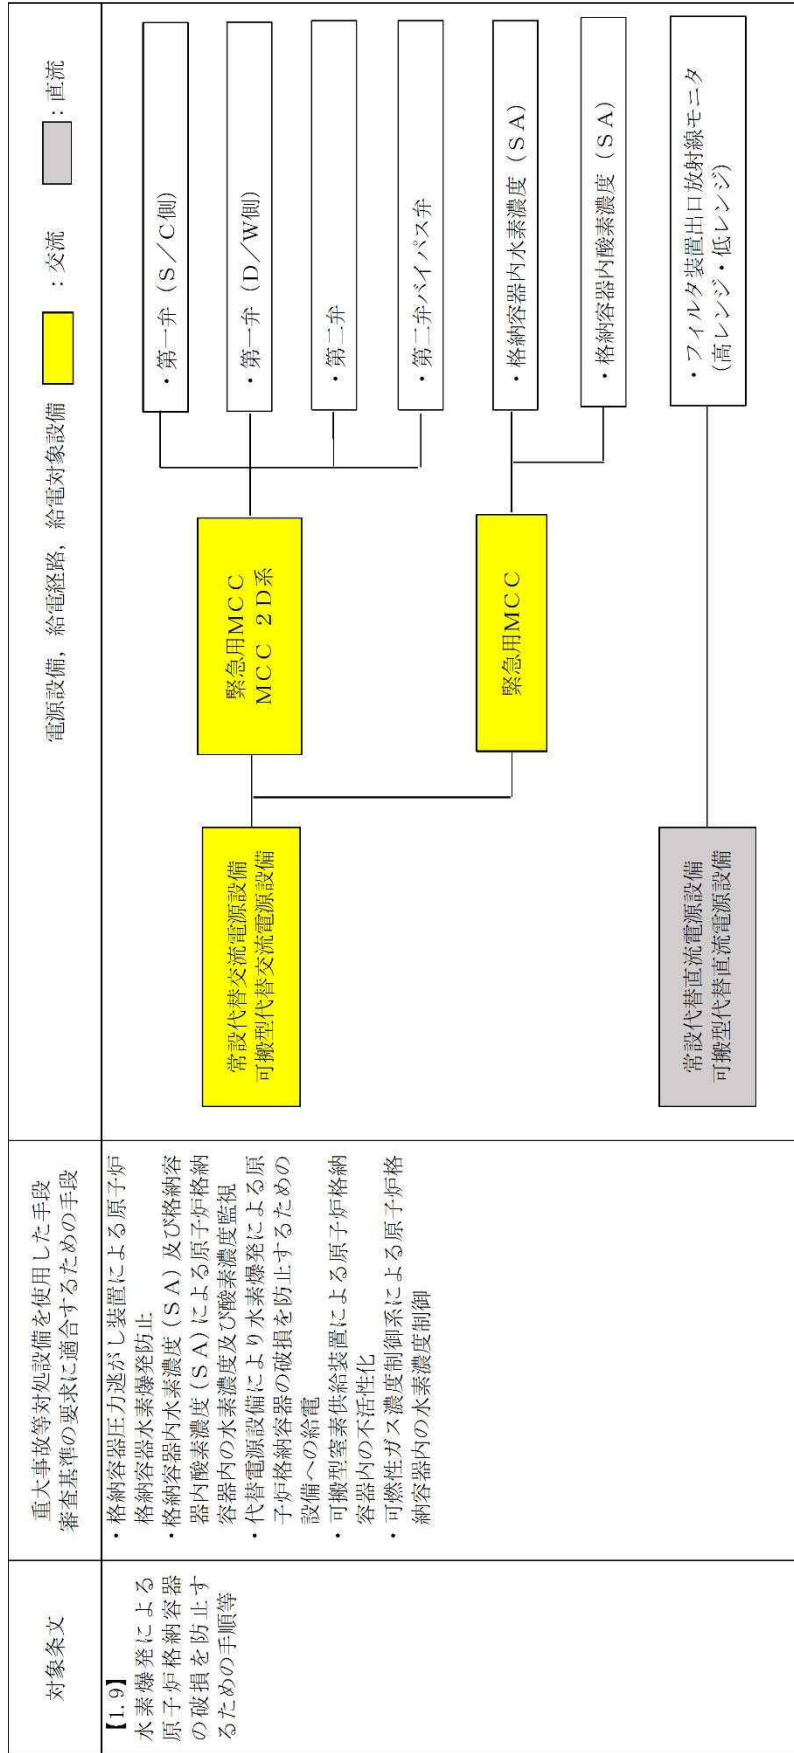 対象条文
重大事故等対処設備を使用した手段
審査基準の要求に適合するための手段
電源設備，給電経路，給電対象設備
：交流
：直流
【1.9】
水素爆発による
原子炉格納容器
の破損を防止す
るための手順等
・格納容器圧力逃がし装置による原子炉
格納容器水素爆発防止
・格納容器内水素濃度（ＳＡ）及び格納容
器内酸素濃度（ＳＡ）による原子炉格納
容器内の水素濃度及び酸素濃度監視
・代替電源設備により水素爆発による原
子炉格納容器の破損を防止するための
設備への給電
・可搬型窒素供給装置による原子炉格納
容器内の不活性化
・可燃性ガス濃度制御系による原子炉格
納容器内の水素濃度制御
常設代替交流電源設備
可搬型代替交流電源設備
緊急用ＭＣＣ
ＭＣＣ ２Ｄ系
・第一弁（Ｓ／Ｃ側）
・第一弁（Ｄ／Ｗ側）
・第二弁
・第二弁バイパス弁
緊急用ＭＣＣ
・格納容器内水素濃度（ＳＡ）
・格納容器内酸素濃度（ＳＡ）
常設代替直流電源設備
可搬型代替直流電源設備
・フィルタ装置出口放射線モニタ
（高レンジ・低レンジ）